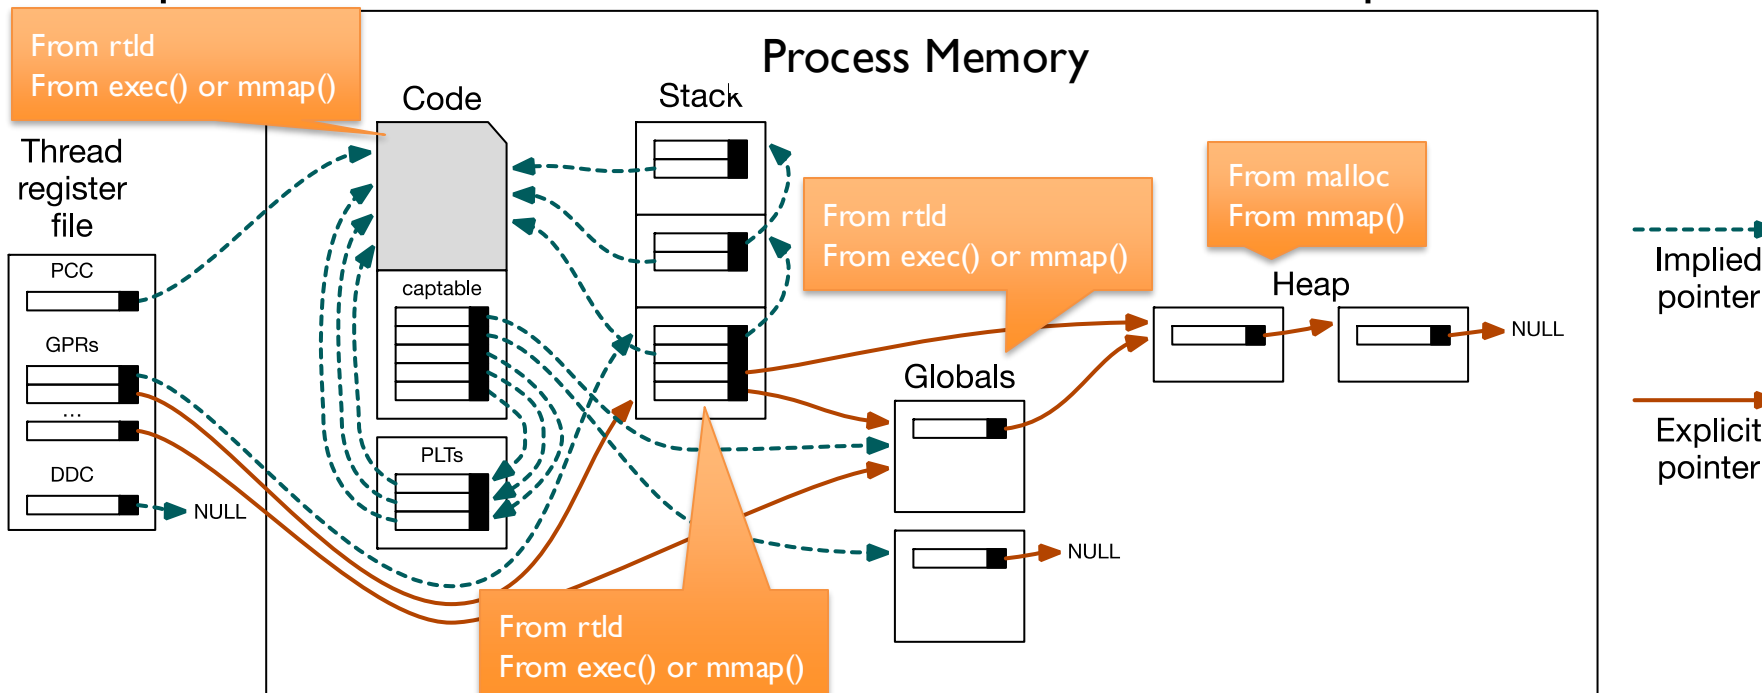 From rtld
From exec() or mmap()
Process Memory
Code
Stack
Thread
register
file
PCC
GPRs
...
DDC
NULL
captable
PLTs
From rtld
From exec() or mmap()
From malloc
From mmap()
Heap
NULL
Globals
NULL
From rtld
From exec() or mmap()
Implied
pointer
Explicit
pointer